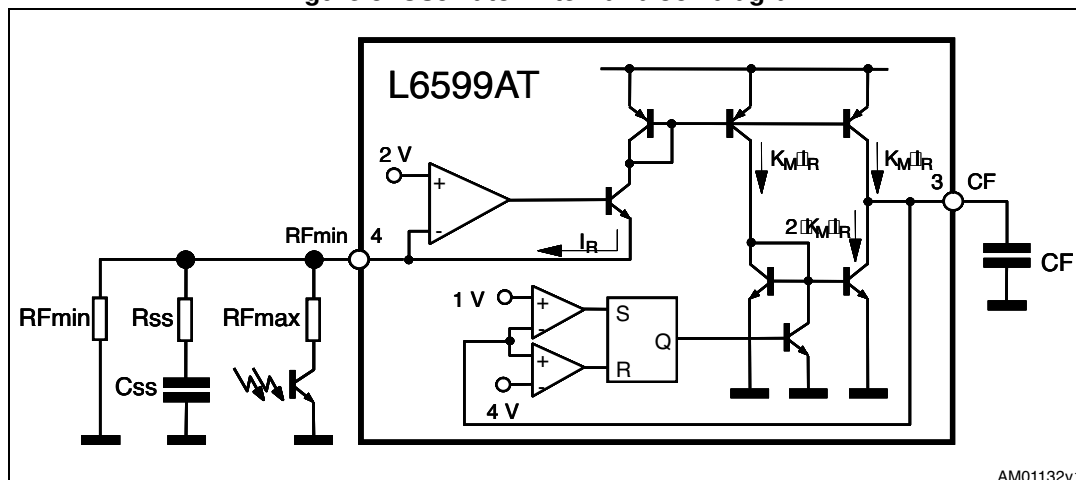 L6599AT
2 V
+
-
RFmin
4
I_R
K_M I_R
K_M I_R
2 K_M I_R
3
CF
CF
RFmin
Rss
RFmax
Css
1 V
+
-
+
-
4 V
S
R
Q
AM01132v1